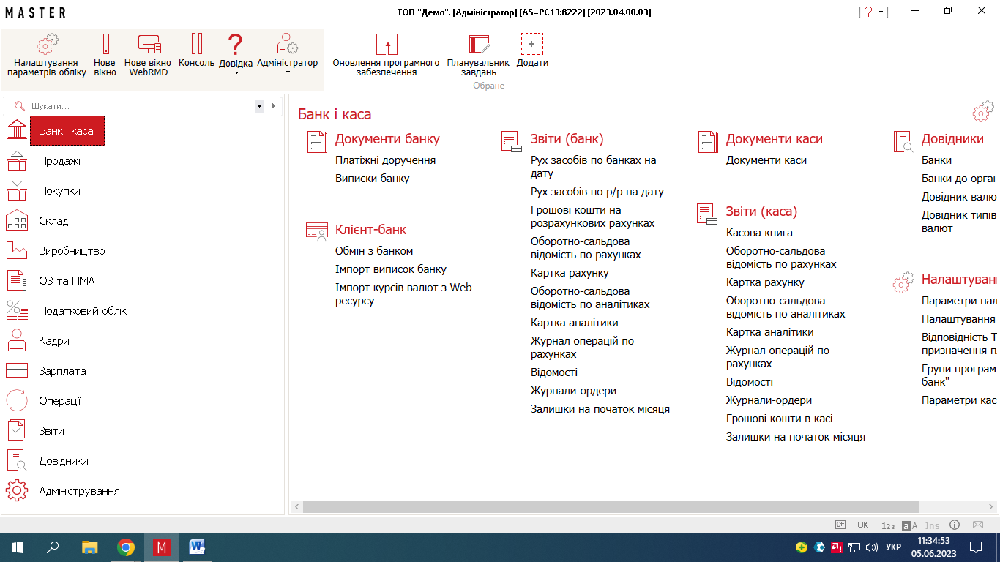 MASTER
ТОВ "Демо". [Адміністратор] [AS=PC13:8222] [2023.04.00.03]
?
Налаштування
параметрів обліку
Нове
вікно
Нове вікно
WebRMD
Консоль
Довідка
Адміністратор
Оновлення програмного
забезпечення
Планувальник
завдань
Додати
Обране
Шукати...
Банк і каса
Продажі
Покупки
Склад
Виробництво
ОЗ та НМА
Податковий облік
Кадри
Зарплата
Операції
Звіти
Довідники
Адміністрування
Банк і каса
Документи банку
Платіжні доручення
Виписки банку
Клієнт-банк
Обмін з банком
Імпорт виписок банку
Імпорт курсів валют з Web-
ресурсу
Звіти (банк)
Рух засобів по банках на
дату
Рух засобів по р/р на дату
Грошові кошти на
розрахункових рахунках
Оборотно-сальдова
відомість по рахунках
Картка рахунку
Оборотно-сальдова
відомість по аналітиках
Картка аналітики
Журнал операцій по
рахунках
Відомості
Журнали-ордери
Залишки на початок місяця
Документи каси
Документи каси
Звіти (каса)
Касова книга
Оборотно-сальдова
відомість по рахунках
Картка рахунку
Оборотно-сальдова
відомість по аналітиках
Картка аналітики
Журнал операцій по
рахунках
Відомості
Журнали-ордери
Грошові кошти в касі
Залишки на початок місяця
Довідники
Банки
Банки до орган
Довідник валю
Довідник типів
валют
Налаштуван
Параметри нал
Налаштування
Відповідність Т
призначення п
Групи програм
банк"
Параметри кас
C# UK 123 aA Ins
M W
УКР
11:34:53
05.06.2023